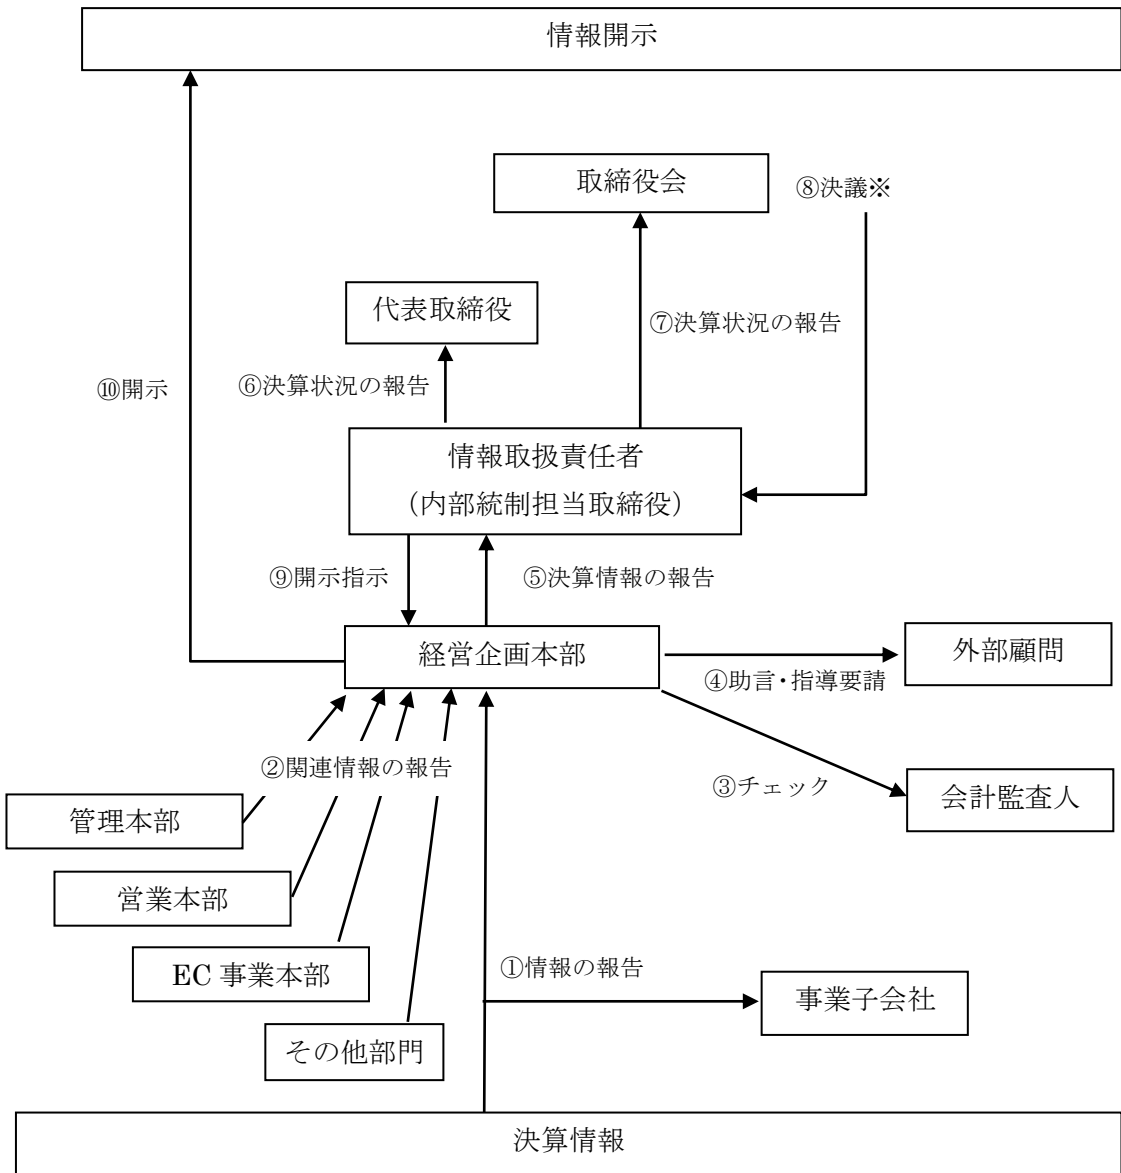 情報開示
取締役会
⑧決議※
代表取締役
⑦決算状況の報告
⑩開示
⑥決算状況の報告
情報取扱責任者
（内部統制担当取締役）
⑨開示指示
⑤決算情報の報告
経営企画本部
外部顧問
④助言・指導要請
②関連情報の報告
③チェック
会計監査人
管理本部
営業本部
EC 事業本部
①情報の報告
事業子会社
その他部門
決算情報